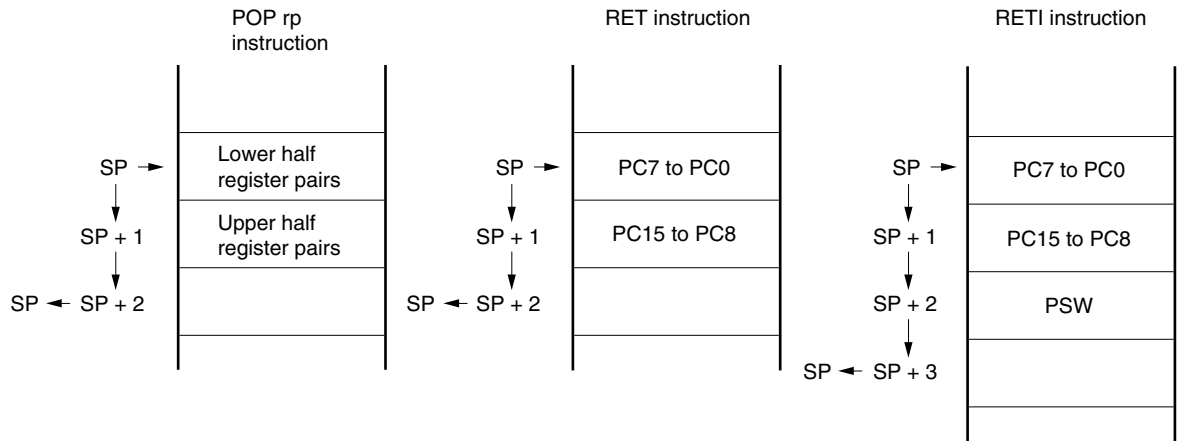 POP rp
instruction
SP
Lower half
register pairs
SP + 1
Upper half
register pairs
SP
SP + 2
RET instruction
SP
PC7 to PC0
SP + 1
PC15 to PC8
SP
SP + 2
RETI instruction
SP
PC7 to PC0
SP + 1
PC15 to PC8
SP + 2
PSW
SP
SP + 3